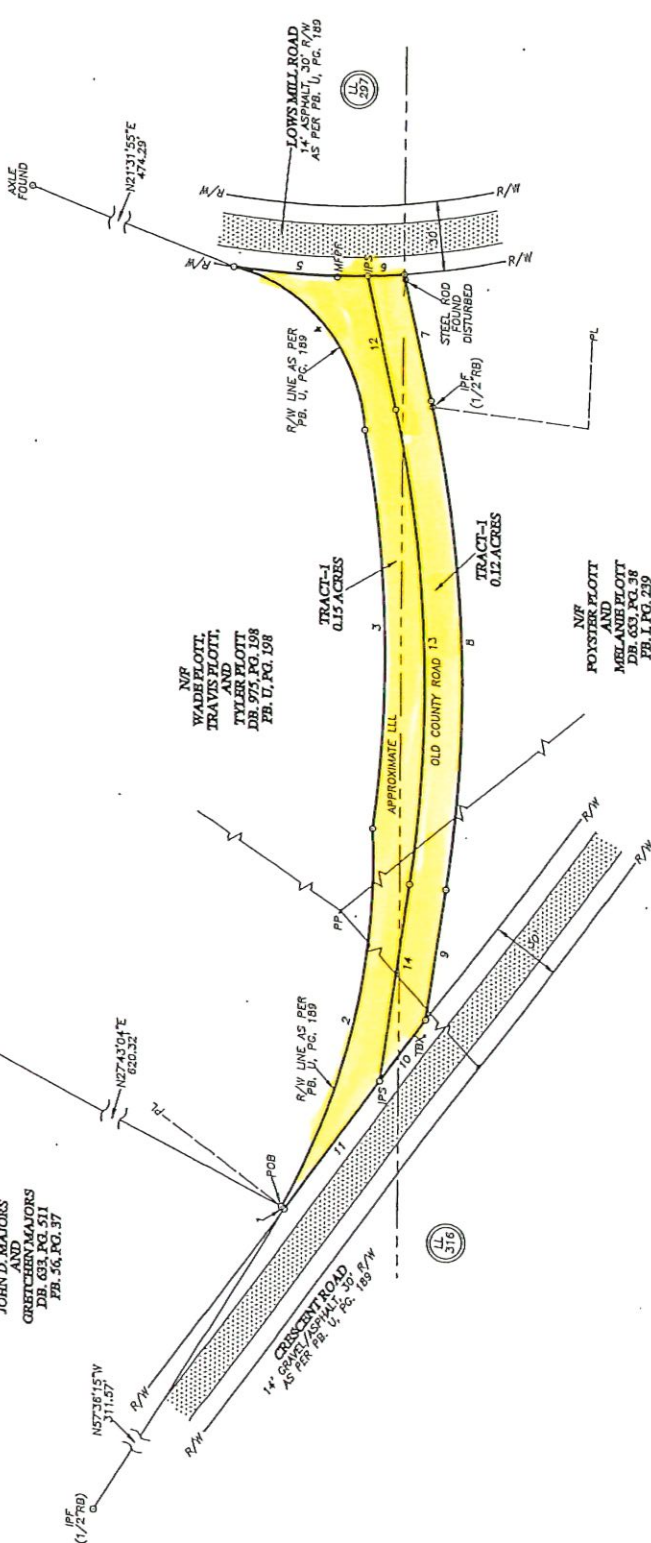 AXLE
FOUND
N21°31'55"E
474.29'
LOWS MILL ROAD
14' ASPHALT, 30' R/W
AS PER PB. U, PG. 189
LL
297
R/W
R/W
R/W
R/W
30'
5
MFPF
IPS
6
12
STEEL ROD
FOUND
DISTURBED
7
IPF
(1/2"RB)
PL
R/W LINE AS PER
PB. U, PG. 189
N/F
WADE PLOTT,
TRAVIS PLOTT,
AND
TYLER PLOTT
DB. 975, PG. 198
PB. U, PG. 198
TRACT-1
0.15 ACRES
3
APPROXIMATE LLL
OLD COUNTY ROAD 13
TRACT-1
0.12 ACRES
8
N/F
POYSTER PLOTT
AND
MELANIE PLOTT
DB. 653, PG. 38
PB. I, PG. 239
PP
2
R/W LINE AS PER
PB. U, PG. 189
14
9
10
IPS
11
R/W
R/W
30'
N27°43'04"E
620.32'
PL
POB
1
JOHN D. MAJORS
AND
GRETCHEN MAJORS
DB. 633, PG. 511
PB. 56, PG. 37
LL
316
CRESCENT ROAD
14' GRAVEL/ASPHALT, 30' R/W
AS PER PB. U, PG. 189
R/W
R/W
N57°36'15"W
311.57'
IPF
(1/2"RB)